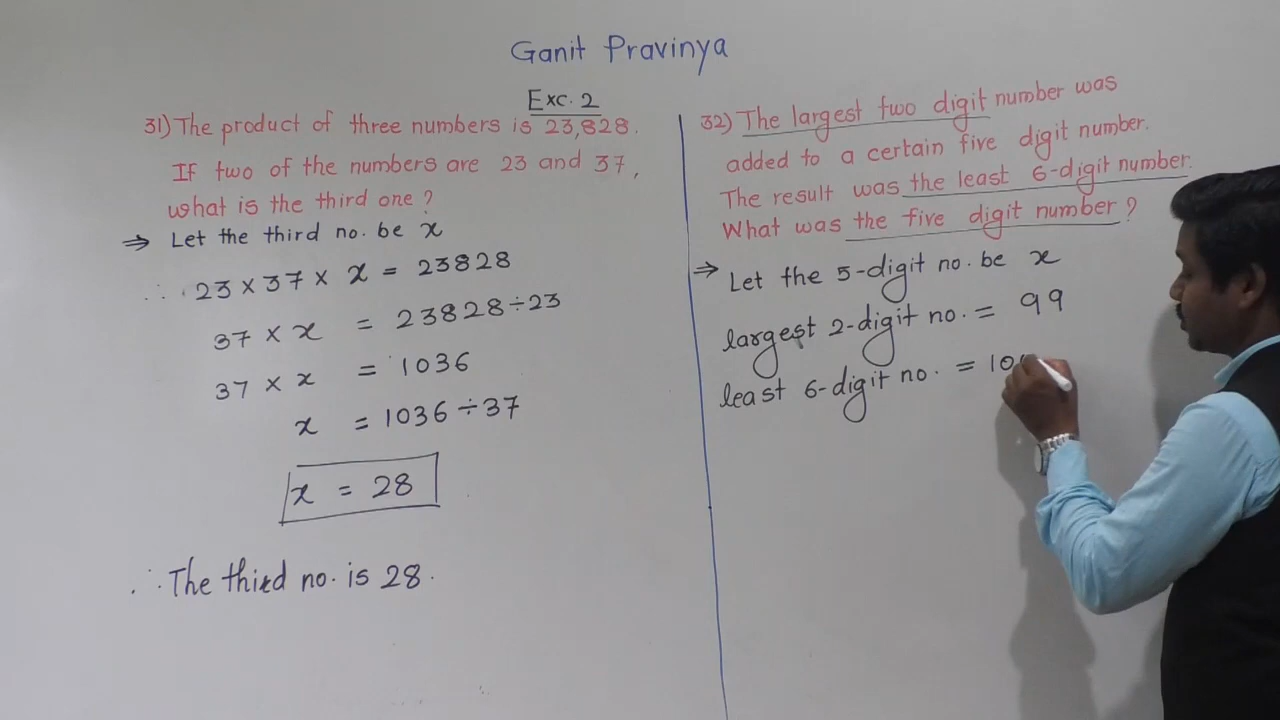 Ganit Pravinya
Exc. 2
31) The product of three numbers is 23,828.
If two of the numbers are 23 and 37,
what is the third one?
⇒ Let the third no. be x
∴ 23 × 37 × x = 23828
37 × x = 23828 ÷ 23
37 × x = 1036
x = 1036 ÷ 37
x = 28
∴ The third no. is 28.
32) The largest two digit number was
added to a certain five digit number.
The result was the least 6-digit number.
What was the five digit number?
⇒ Let the 5-digit no. be x
largest 2-digit no. = 99
least 6-digit no. = 10